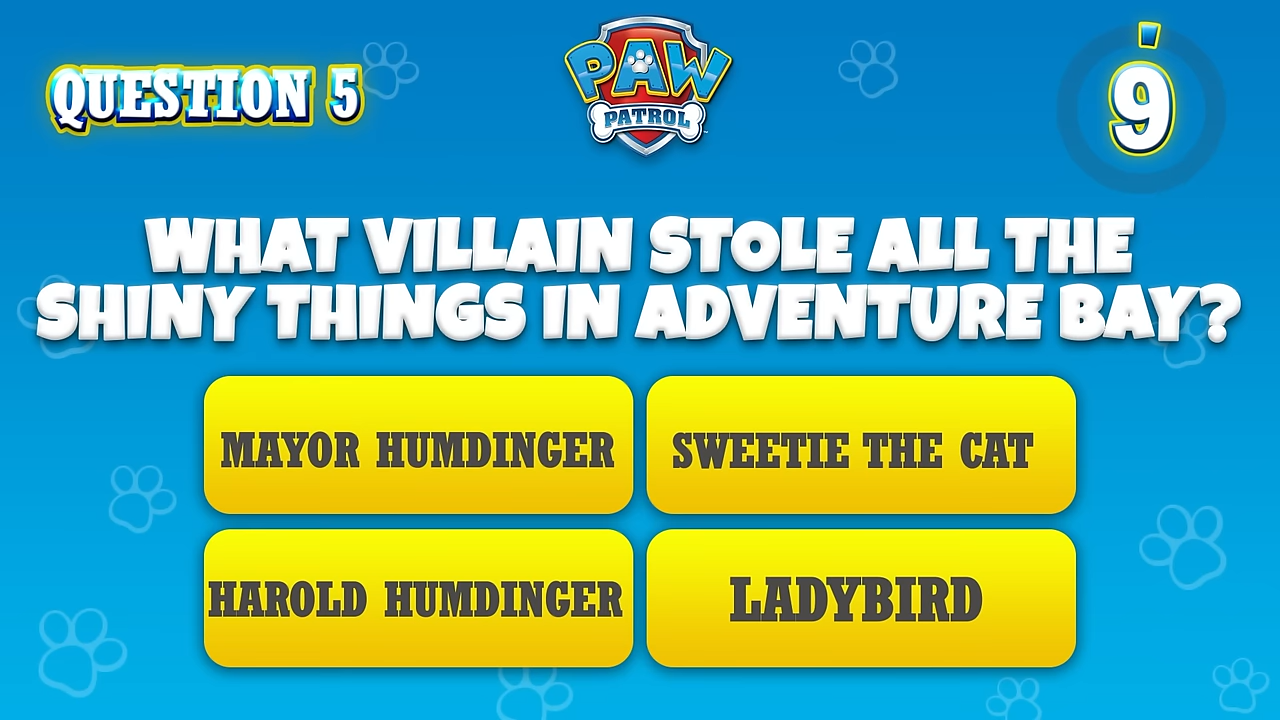 QUESTION 5
PAW
PATROL
9
WHAT VILLAIN STOLE ALL THE
SHINY THINGS IN ADVENTURE BAY?
MAYOR HUMDINGER
SWEETIE THE CAT
HAROLD HUMDINGER
LADYBIRD